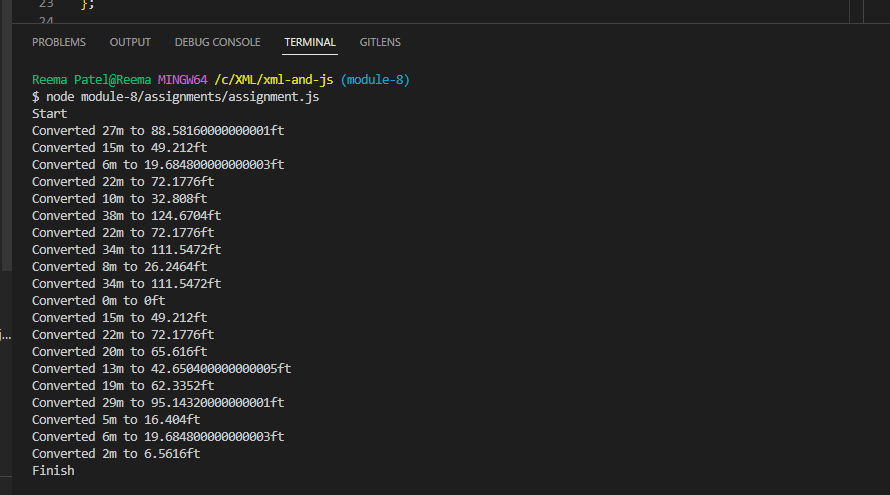 23 };
24
PROBLEMS OUTPUT DEBUG CONSOLE TERMINAL GITLENS
Reema Patel@Reema MINGW64 /c/XML/xml-and-js (module-8)
$ node module-8/assignments/assignment.js
Start
Converted 27m to 88.58160000000001ft
Converted 15m to 49.212ft
Converted 6m to 19.684800000000003ft
Converted 22m to 72.1776ft
Converted 10m to 32.808ft
Converted 38m to 124.6704ft
Converted 22m to 72.1776ft
Converted 34m to 111.5472ft
Converted 8m to 26.2464ft
Converted 34m to 111.5472ft
Converted 0m to 0ft
Converted 15m to 49.212ft
Converted 22m to 72.1776ft
j...
Converted 20m to 65.616ft
Converted 13m to 42.650400000000005ft
Converted 19m to 62.3352ft
Converted 29m to 95.14320000000001ft
Converted 5m to 16.404ft
Converted 6m to 19.684800000000003ft
Converted 2m to 6.5616ft
Finish